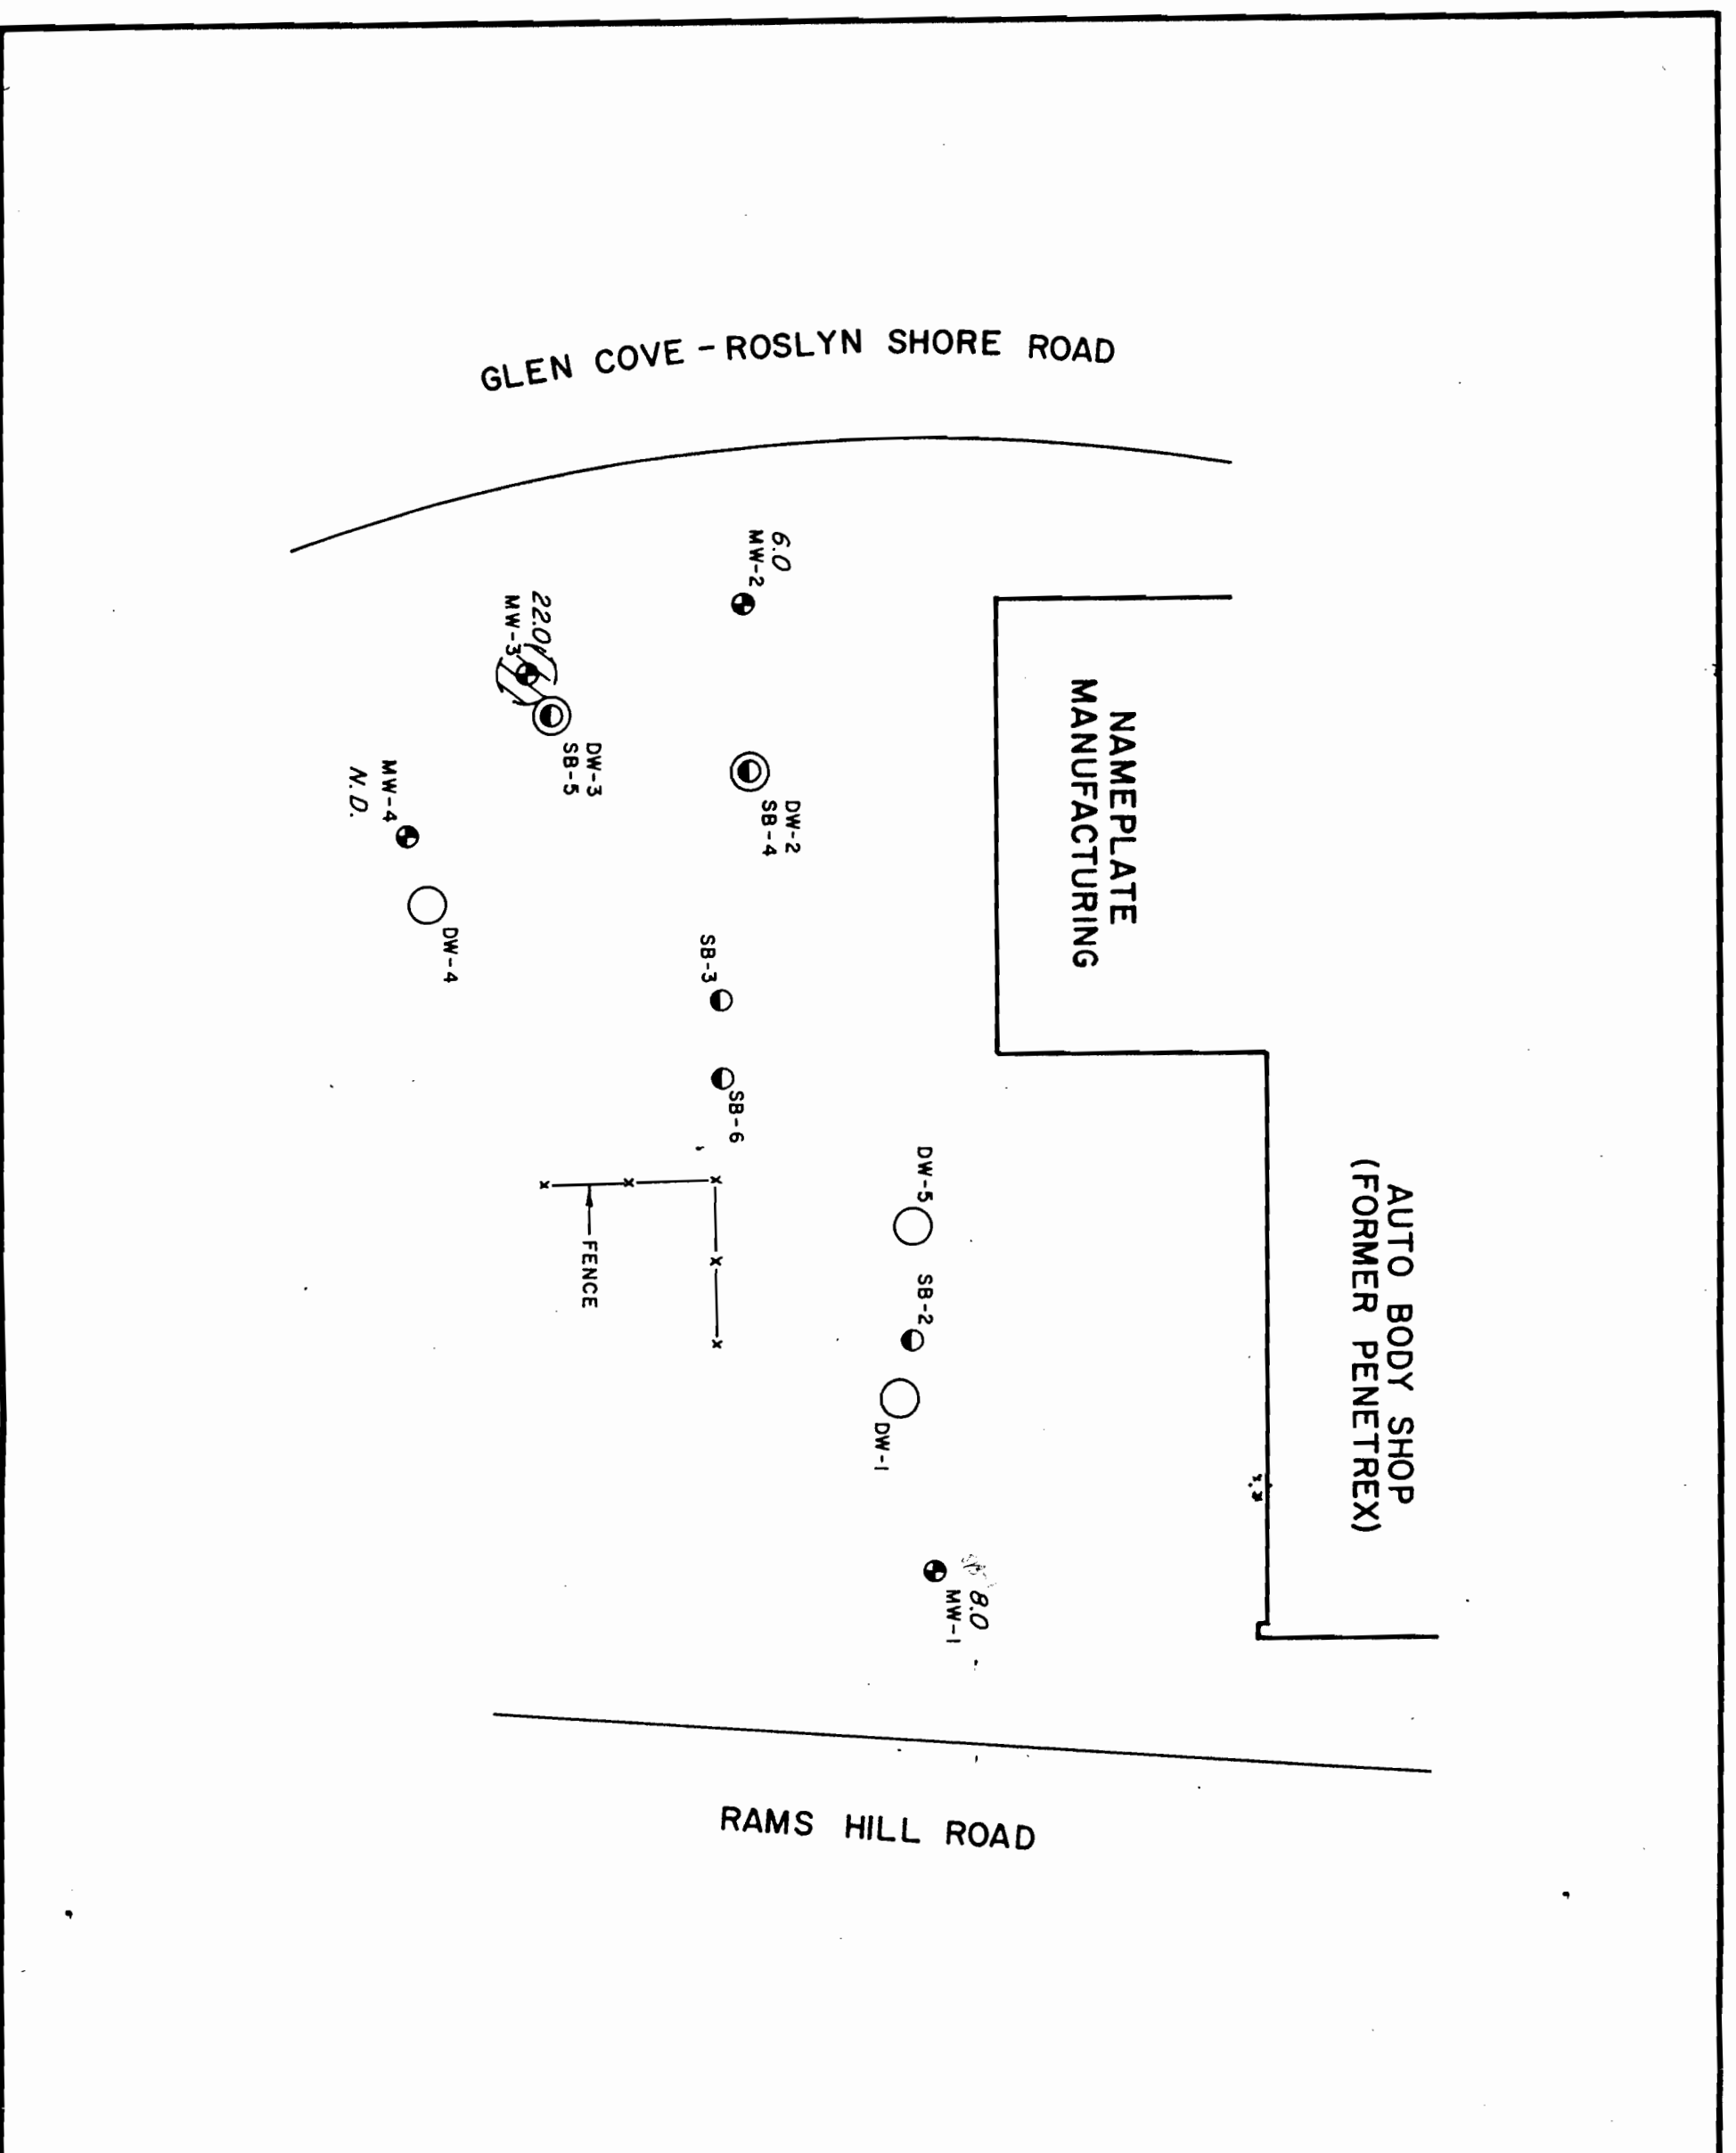 GLEN COVE - ROSLYN SHORE ROAD
6.0
MW-2
22.0
MW-3
DW-3
SB-5
DW-2
SB-4
MW-4
N.D.
DW-4
NAMEPLATE
MANUFACTURING
SB-3
SB-6
FENCE
DW-5
SB-2
DW-1
AUTO BODY SHOP
(FORMER PENETREX)
8.0
MW-1
RAMS HILL ROAD